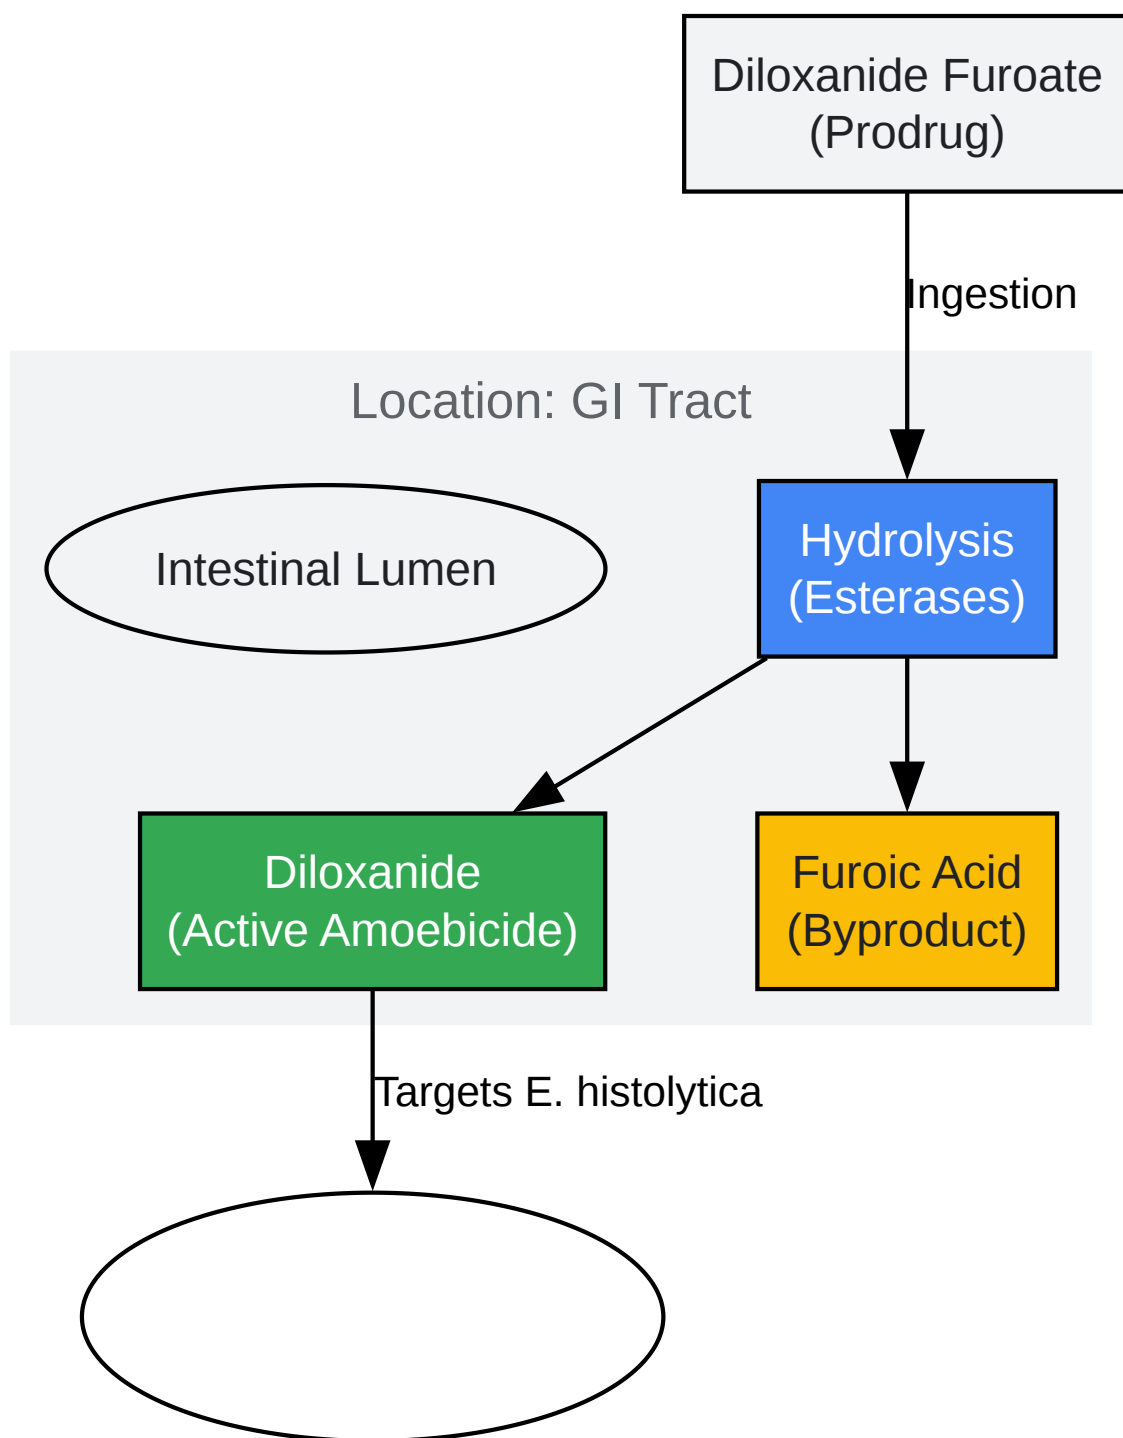 Diloxanide Furoate
(Prodrug)
Ingestion
Location: GI Tract
Intestinal Lumen
Hydrolysis
(Esterases)
Diloxanide
(Active Amoebicide)
Furoic Acid
(Byproduct)
Targets E. histolytica